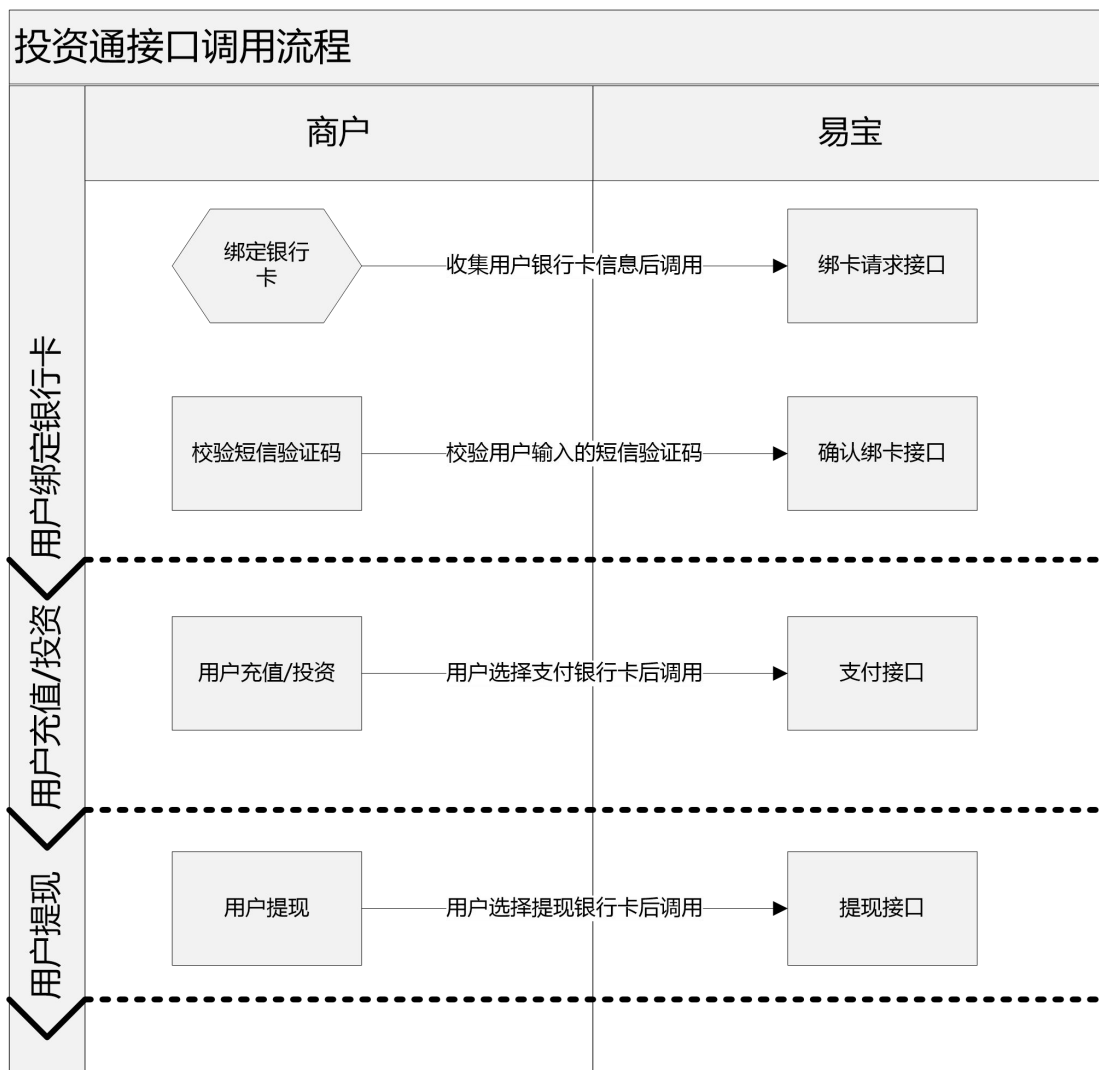 投资通接口调用流程
商户
易宝
用户绑定银行卡
绑定银行
卡
收集用户银行卡信息后调用
绑卡请求接口
校验短信验证码
校验用户输入的短信验证码
确认绑卡接口
用户充值/投资
用户充值/投资
用户选择支付银行卡后调用
支付接口
用户提现
用户提现
用户选择提现银行卡后调用
提现接口